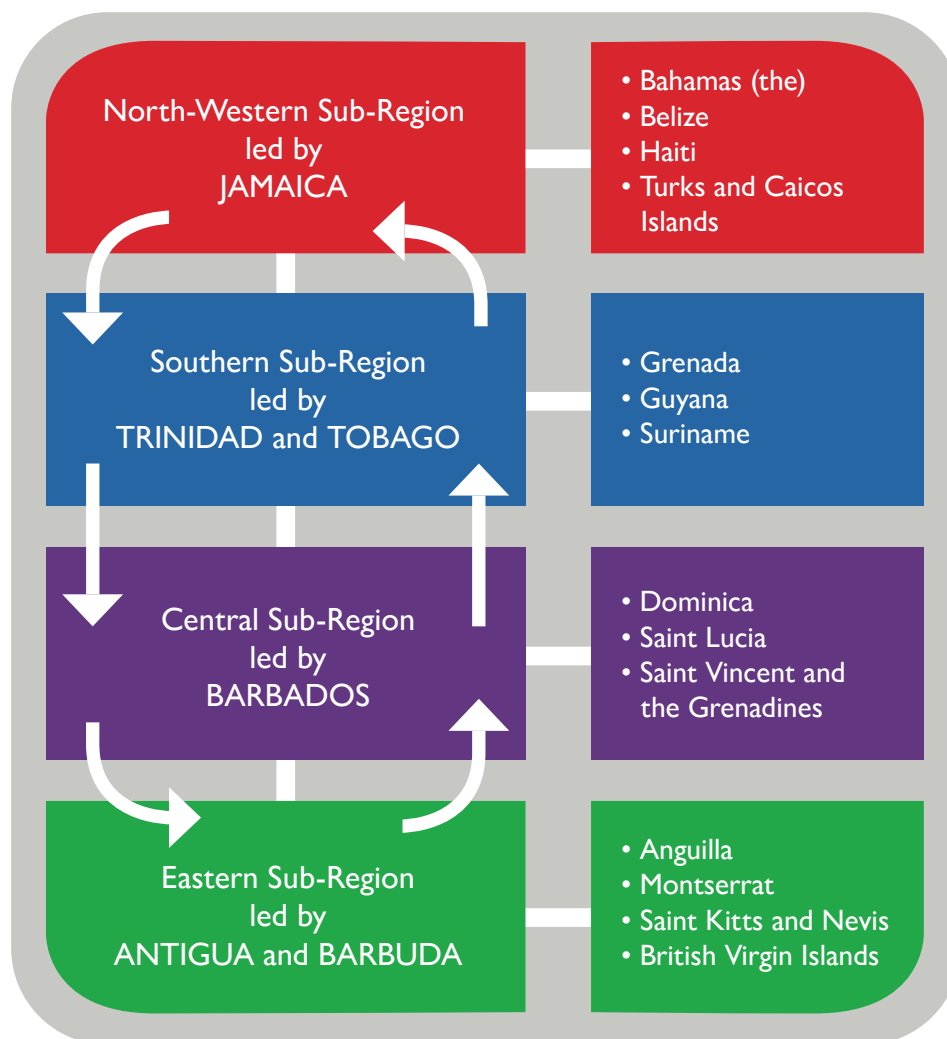 North-Western Sub-Region
led by
JAMAICA
• Bahamas (the)
• Belize
• Haiti
• Turks and Caicos
Islands
Southern Sub-Region
led by
TRINIDAD and TOBAGO
• Grenada
• Guyana
• Suriname
Central Sub-Region
led by
BARBADOS
• Dominica
• Saint Lucia
• Saint Vincent and
the Grenadines
Eastern Sub-Region
led by
ANTIGUA and BARBUDA
• Anguilla
• Montserrat
• Saint Kitts and Nevis
• British Virgin Islands